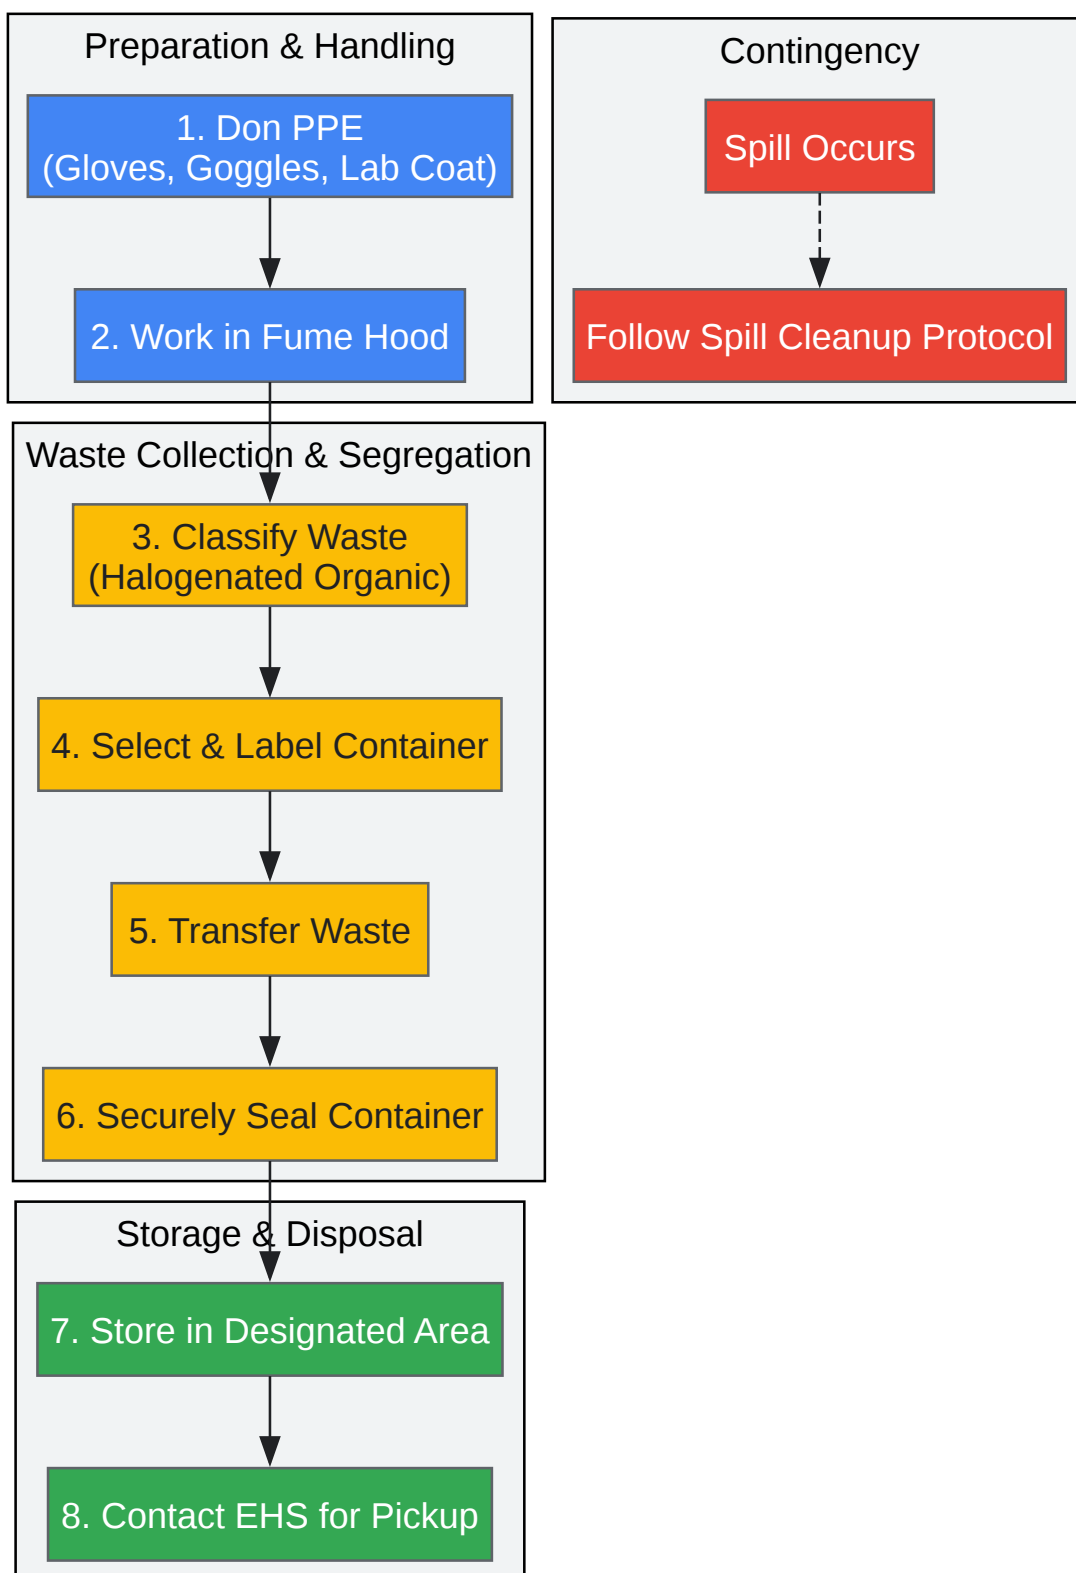 Preparation & Handling
1. Don PPE
(Gloves, Goggles, Lab Coat)
2. Work in Fume Hood
Contingency
Spill Occurs
Follow Spill Cleanup Protocol
Waste Collection & Segregation
3. Classify Waste
(Halogenated Organic)
4. Select & Label Container
5. Transfer Waste
6. Securely Seal Container
Storage & Disposal
7. Store in Designated Area
8. Contact EHS for Pickup